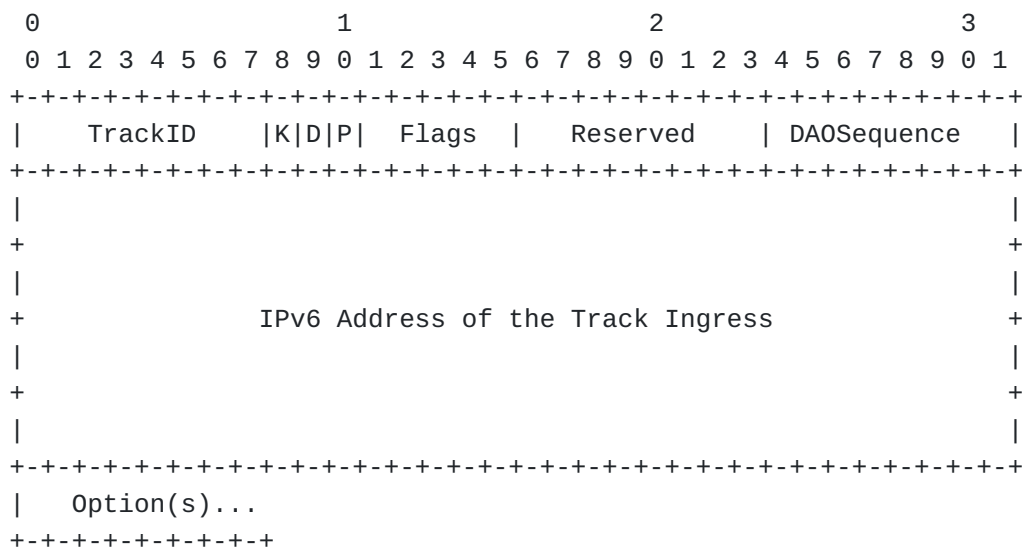 0                   1                   2                   3
 0 1 2 3 4 5 6 7 8 9 0 1 2 3 4 5 6 7 8 9 0 1 2 3 4 5 6 7 8 9 0 1
+-+-+-+-+-+-+-+-+-+-+-+-+-+-+-+-+-+-+-+-+-+-+-+-+-+-+-+-+-+-+-+-+
|    TrackID    |K|D|P|  Flags  |   Reserved    | DAOSequence   |
+-+-+-+-+-+-+-+-+-+-+-+-+-+-+-+-+-+-+-+-+-+-+-+-+-+-+-+-+-+-+-+-+
|                                                               |
+                                                               +
|                                                               |
+               IPv6 Address of the Track Ingress               +
|                                                               |
+                                                               +
|                                                               |
+-+-+-+-+-+-+-+-+-+-+-+-+-+-+-+-+-+-+-+-+-+-+-+-+-+-+-+-+-+-+-+-+
|   Option(s)...
+-+-+-+-+-+-+-+-+